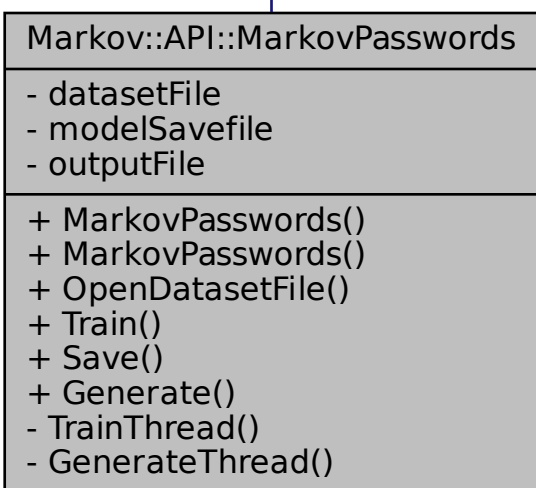 Markov::API::MarkovPasswords
- datasetFile
- modelSavefile
- outputFile
+ MarkovPasswords()
+ MarkovPasswords()
+ OpenDatasetFile()
+ Train()
+ Save()
+ Generate()
- TrainThread()
- GenerateThread()